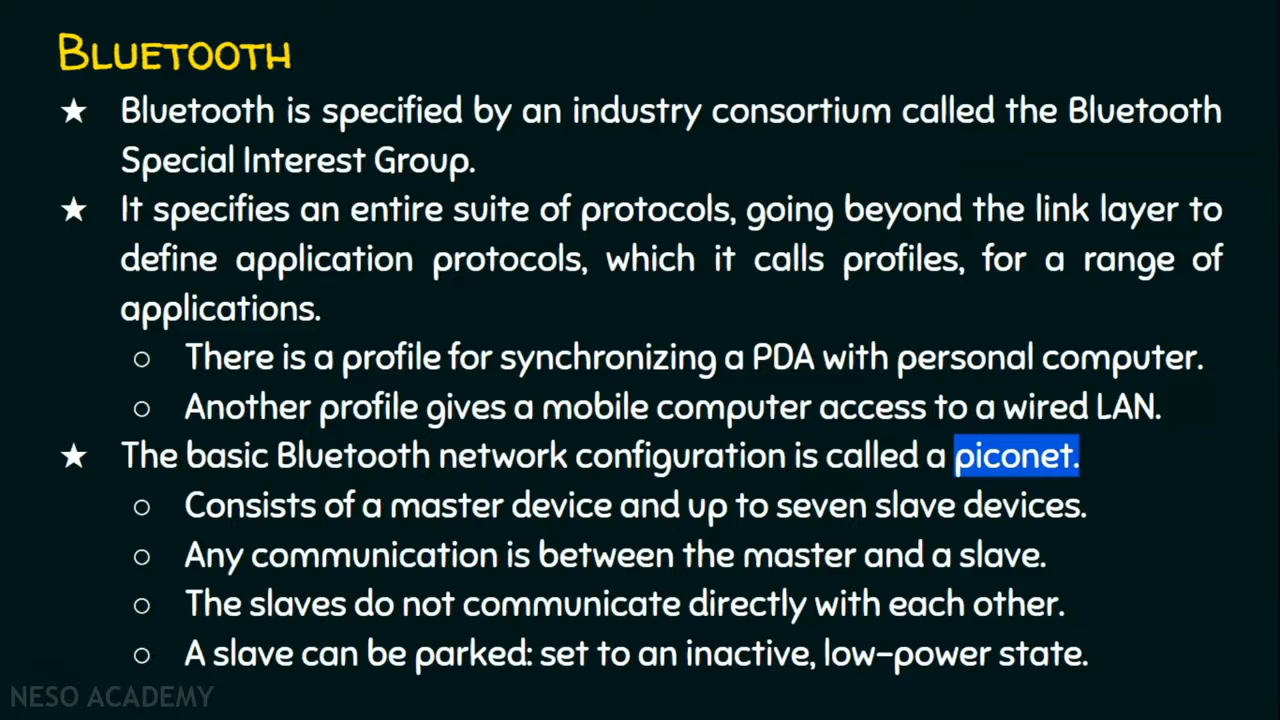 BLUETOOTH
★ Bluetooth is specified by an industry consortium called the Bluetooth
Special Interest Group.
★ It specifies an entire suite of protocols, going beyond the link layer to
define application protocols, which it calls profiles, for a range of
applications.
○ There is a profile for synchronizing a PDA with personal computer.
○ Another profile gives a mobile computer access to a wired LAN.
★ The basic Bluetooth network configuration is called a piconet.
○ Consists of a master device and up to seven slave devices.
○ Any communication is between the master and a slave.
○ The slaves do not communicate directly with each other.
○ A slave can be parked: set to an inactive, low-power state.
NESO ACADEMY